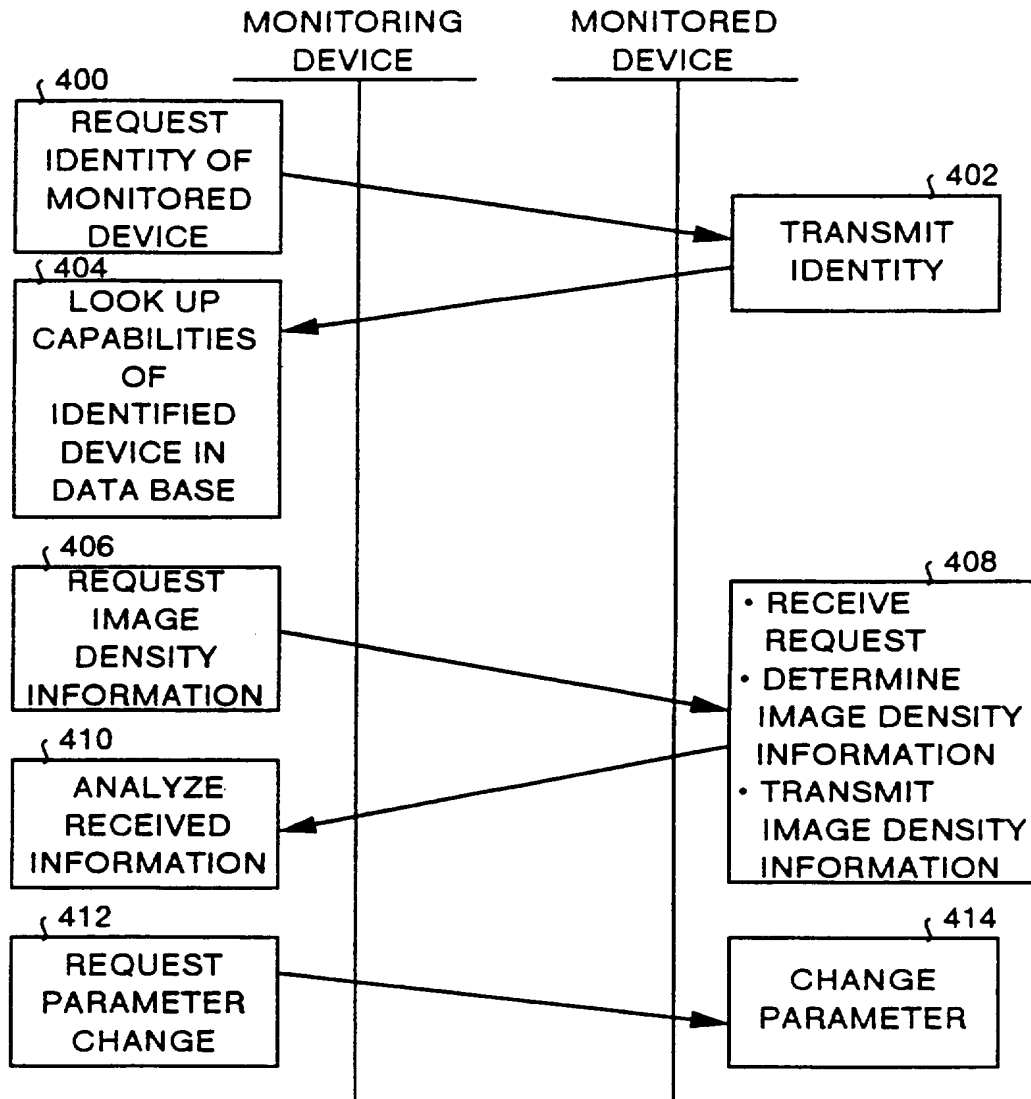 MONITORING
DEVICE
MONITORED
DEVICE
400
REQUEST
IDENTITY OF
MONITORED
DEVICE
402
TRANSMIT
IDENTITY
404
LOOK UP
CAPABILITIES
OF
IDENTIFIED
DEVICE IN
DATA BASE
406
REQUEST
IMAGE
DENSITY
INFORMATION
408
• RECEIVE
REQUEST
• DETERMINE
IMAGE DENSITY
INFORMATION
• TRANSMIT
IMAGE DENSITY
INFORMATION
410
ANALYZE
RECEIVED
INFORMATION
412
REQUEST
PARAMETER
CHANGE
414
CHANGE
PARAMETER